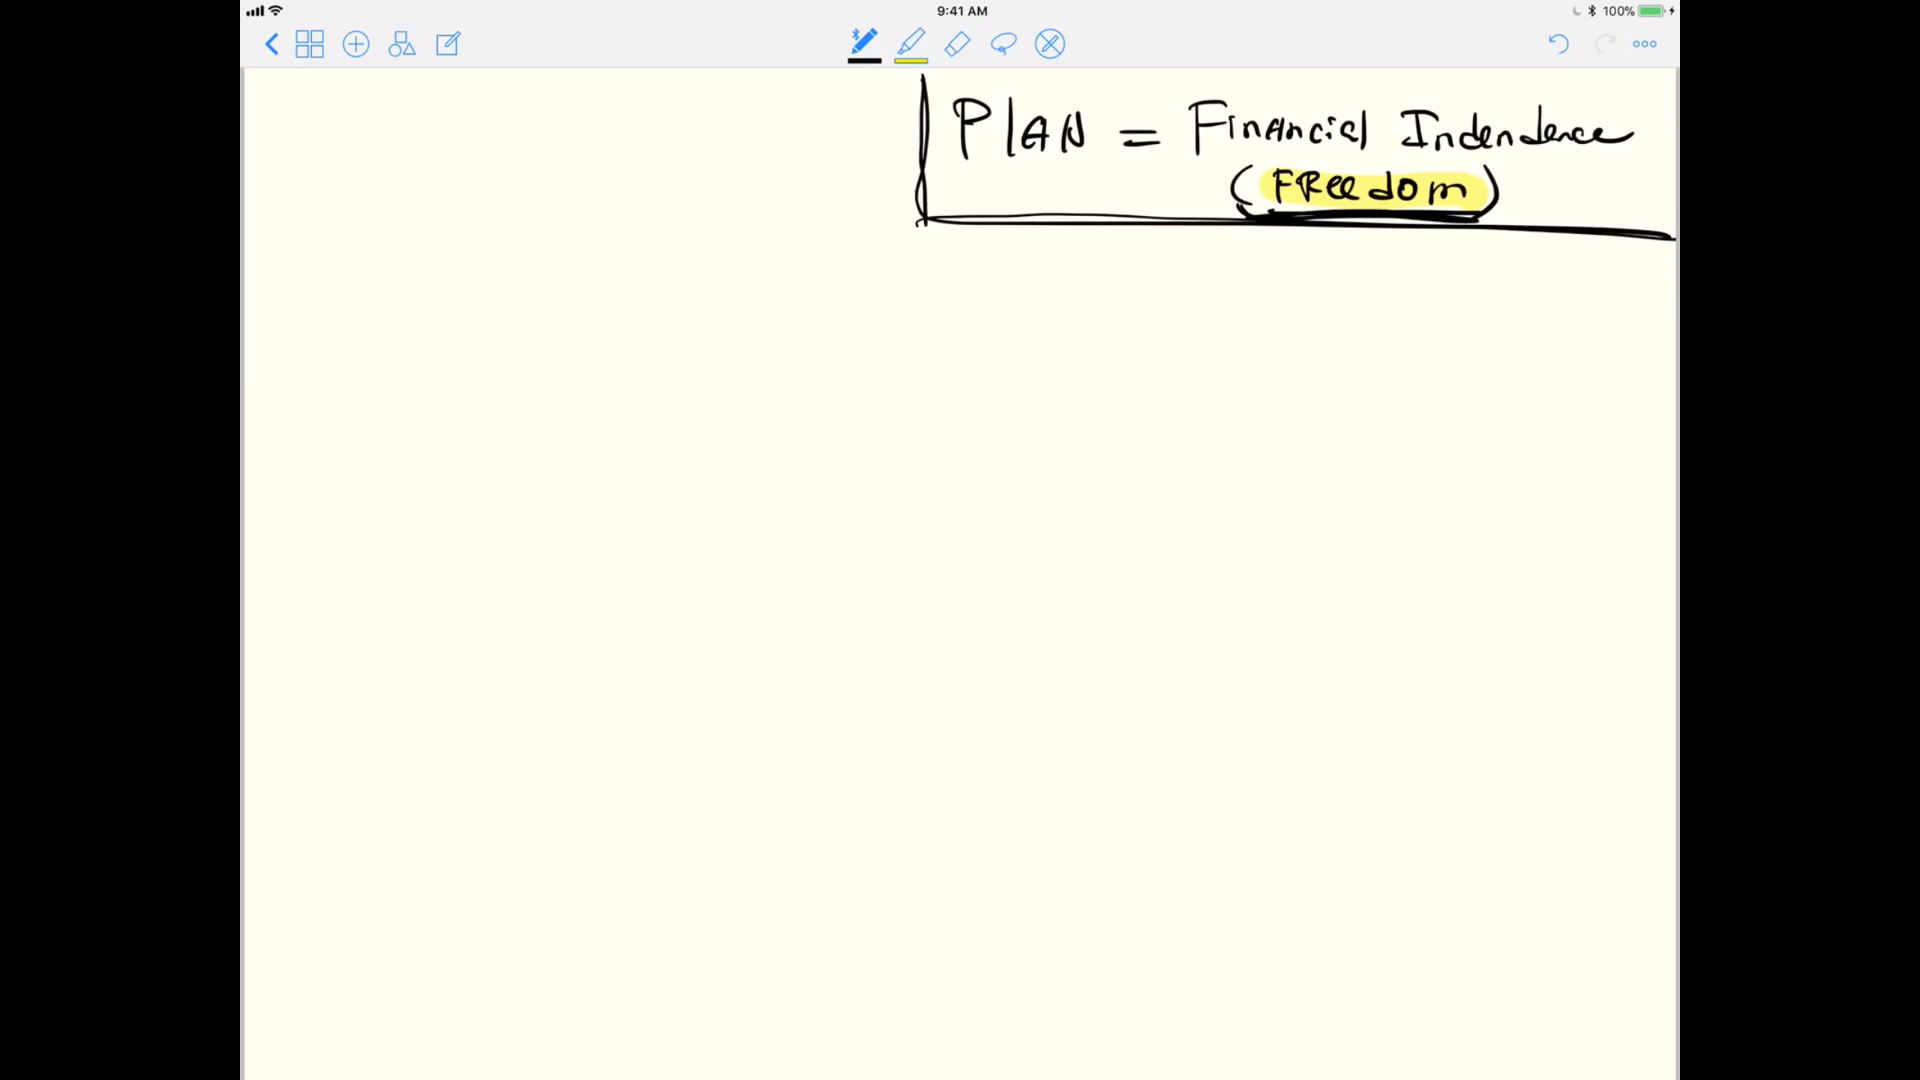 9:41 AM
100%
PlAN = Financial Indendence
(FReedom)